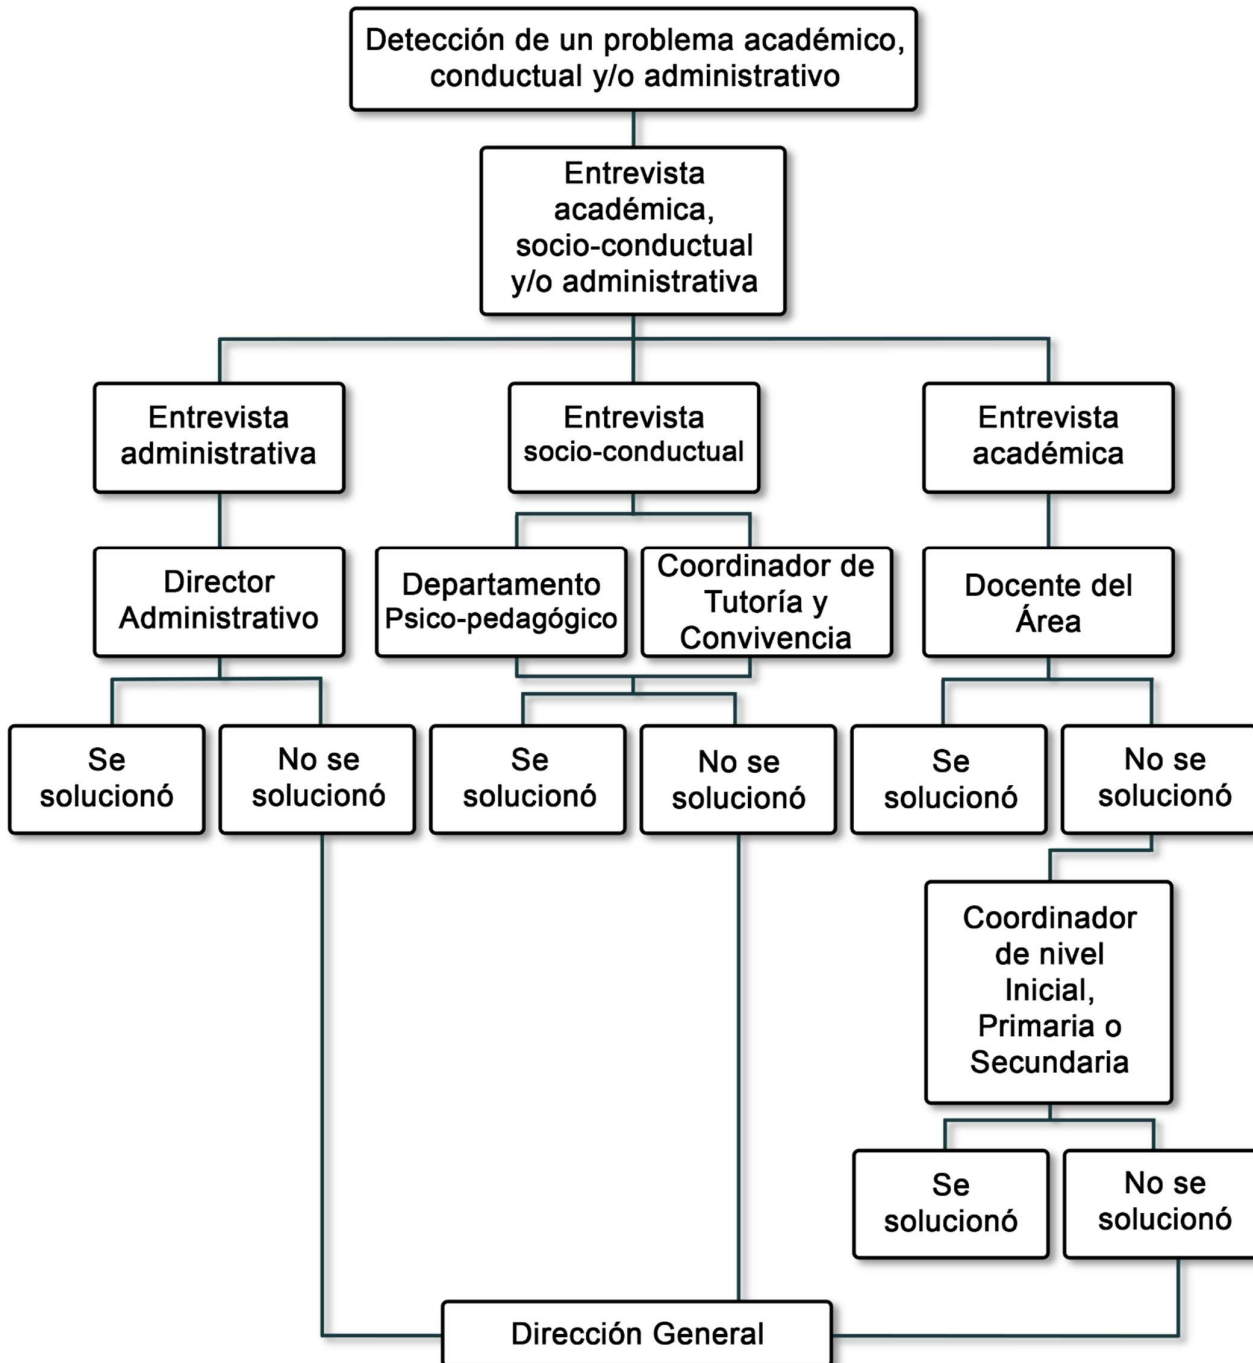 Detección de un problema académico,
conductual y/o administrativo
Entrevista
académica,
socio-conductual
y/o administrativa
Entrevista
administrativa
Entrevista
socio-conductual
Entrevista
académica
Director
Administrativo
Departamento
Psico-pedagógico
Coordinador de
Tutoría y
Convivencia
Docente del
Área
Se
solucionó
No se
solucionó
Se
solucionó
No se
solucionó
Se
solucionó
No se
solucionó
Coordinador
de nivel
Inicial,
Primaria o
Secundaria
Se
solucionó
No se
solucionó
Dirección General